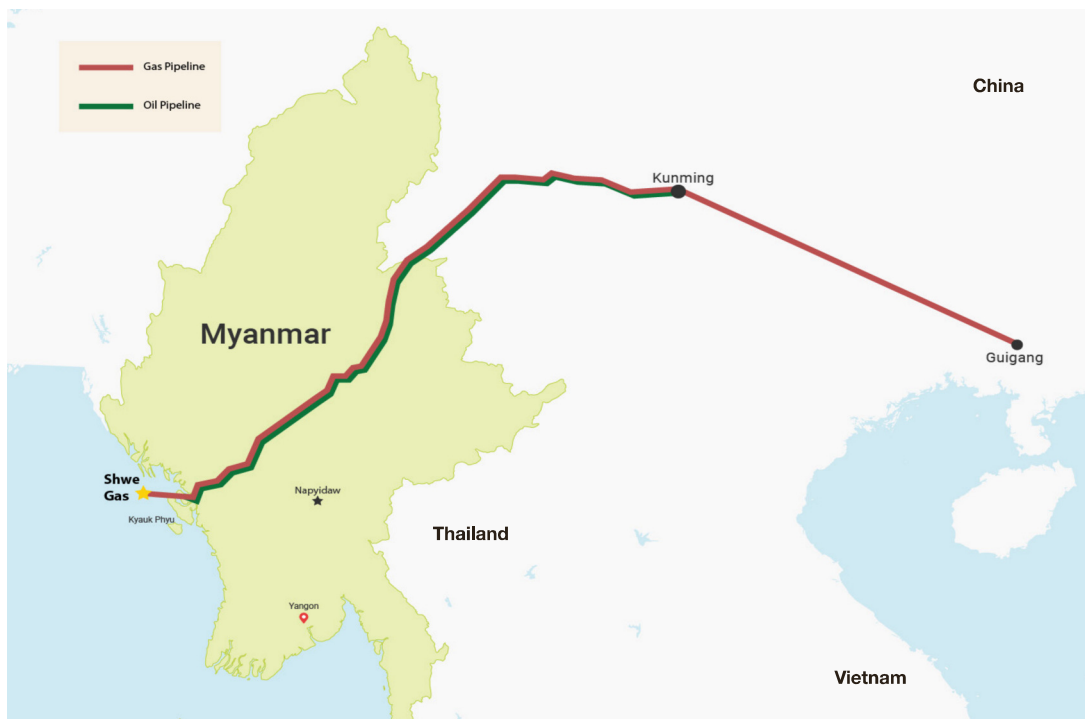 Gas Pipeline
Oil Pipeline
China
Kunming
Myanmar
Guigang
Shwe
Gas
Kyauk Phyu
Napyidaw
Thailand
Yangon
Vietnam